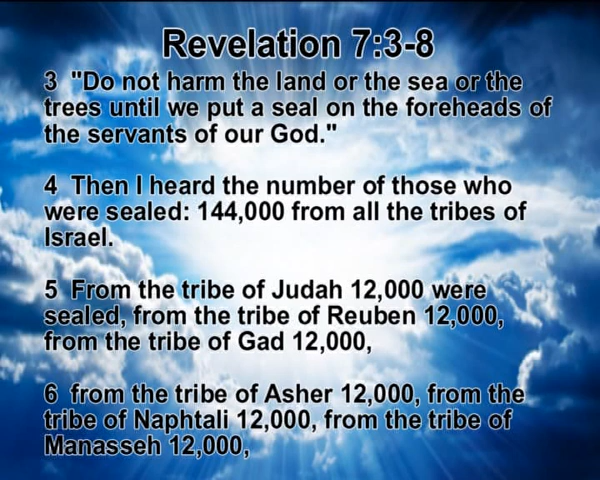 Revelation 7:3-8
3 "Do not harm the land or the sea or the
trees until we put a seal on the foreheads of
the servants of our God."
4 Then I heard the number of those who
were sealed: 144,000 from all the tribes of
Israel.
5 From the tribe of Judah 12,000 were
sealed, from the tribe of Reuben 12,000,
from the tribe of Gad 12,000,
6 from the tribe of Asher 12,000, from the
tribe of Naphtali 12,000, from the tribe of
Manasseh 12,000,